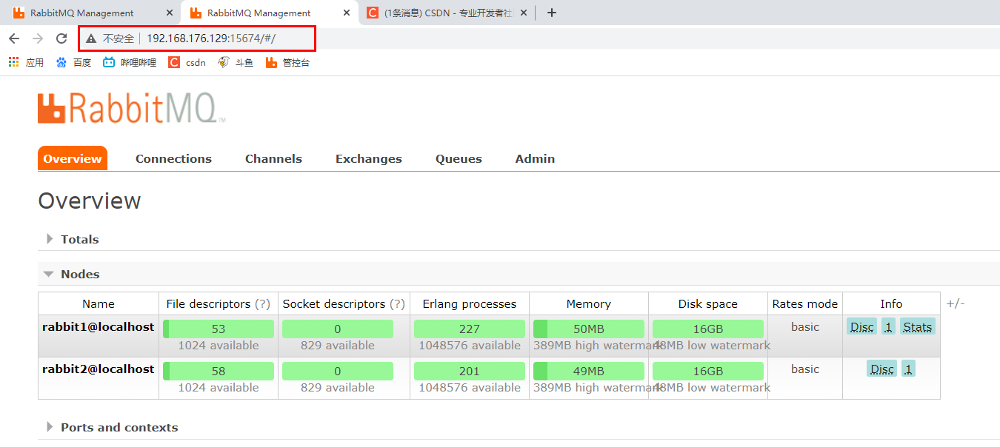 RabbitMQ Management
RabbitMQ Management
(1条消息) CSDN - 专业开发者社
不安全 192.168.176.129:15674/#/
应用 百度 哔哩哔哩 csdn 斗鱼 管控台
RabbitMQ TM
Overview Connections Channels Exchanges Queues Admin
Overview
Totals
Nodes
Name File descriptors (?) Socket descriptors (?) Erlang processes Memory Disk space Rates mode Info +/-
rabbit1@localhost 53 0 227 50MB 16GB basic Disc 1 Stats
1024 available 829 available 1048576 available 389MB high watermark 48MB low watermark
rabbit2@localhost 58 0 201 49MB 16GB basic Disc 1
1024 available 829 available 1048576 available 389MB high watermark 48MB low watermark
Ports and contexts